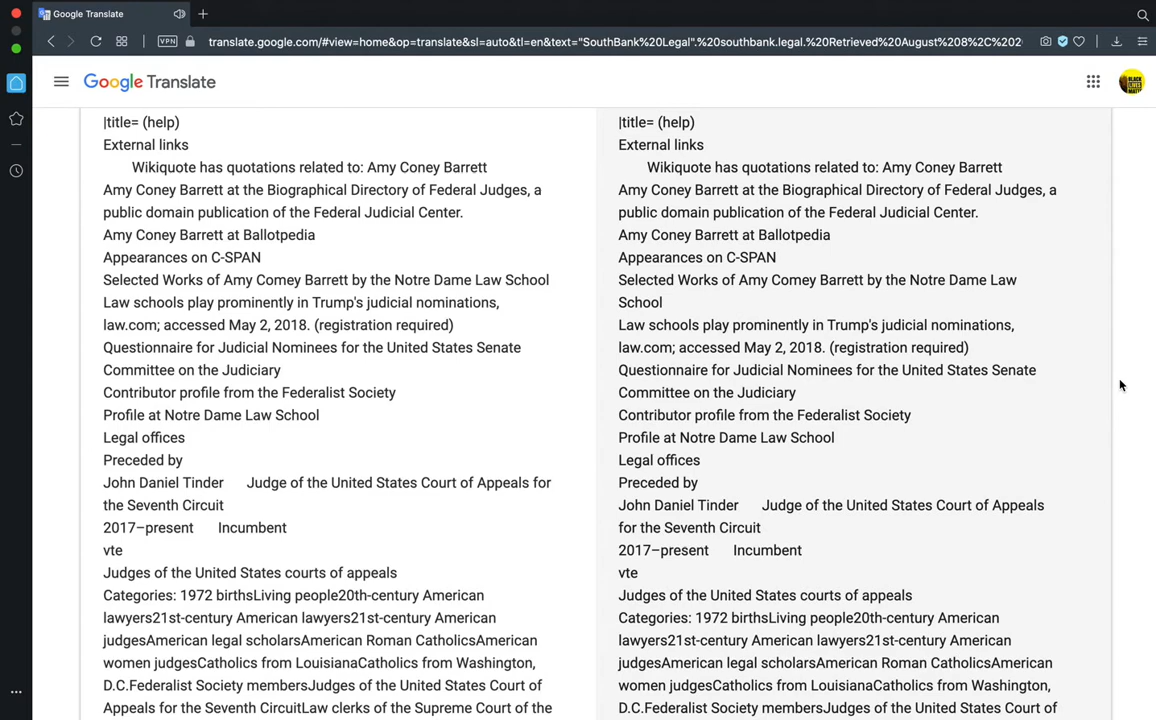 Google Translate
VPN
translate.google.com/#view=home&op=translate&sl=auto&tl=en&text="SouthBank%20Legal".%20southbank.legal.%20Retrieved%20August%208%2C%202
Google Translate
BLACK LIVES MATTER
|title= (help)
External links
Wikiquote has quotations related to: Amy Coney Barrett
Amy Coney Barrett at the Biographical Directory of Federal Judges, a
public domain publication of the Federal Judicial Center.
Amy Coney Barrett at Ballotpedia
Appearances on C-SPAN
Selected Works of Amy Comey Barrett by the Notre Dame Law School
Law schools play prominently in Trump's judicial nominations,
law.com; accessed May 2, 2018. (registration required)
Questionnaire for Judicial Nominees for the United States Senate
Committee on the Judiciary
Contributor profile from the Federalist Society
Profile at Notre Dame Law School
Legal offices
Preceded by
John Daniel Tinder Judge of the United States Court of Appeals for
the Seventh Circuit
2017–present Incumbent
vte
Judges of the United States courts of appeals
Categories: 1972 birthsLiving people20th-century American
lawyers21st-century American lawyers21st-century American
judgesAmerican legal scholarsAmerican Roman CatholicsAmerican
women judgesCatholics from LouisianaCatholics from Washington,
D.C.Federalist Society membersJudges of the United States Court of
Appeals for the Seventh CircuitLaw clerks of the Supreme Court of the
|title= (help)
External links
Wikiquote has quotations related to: Amy Coney Barrett
Amy Coney Barrett at the Biographical Directory of Federal Judges, a
public domain publication of the Federal Judicial Center.
Amy Coney Barrett at Ballotpedia
Appearances on C-SPAN
Selected Works of Amy Comey Barrett by the Notre Dame Law
School
Law schools play prominently in Trump's judicial nominations,
law.com; accessed May 2, 2018. (registration required)
Questionnaire for Judicial Nominees for the United States Senate
Committee on the Judiciary
Contributor profile from the Federalist Society
Profile at Notre Dame Law School
Legal offices
Preceded by
John Daniel Tinder Judge of the United States Court of Appeals
for the Seventh Circuit
2017–present Incumbent
vte
Judges of the United States courts of appeals
Categories: 1972 birthsLiving people20th-century American
lawyers21st-century American lawyers21st-century American
judgesAmerican legal scholarsAmerican Roman CatholicsAmerican
women judgesCatholics from LouisianaCatholics from Washington,
D.C.Federalist Society membersJudges of the United States Court of